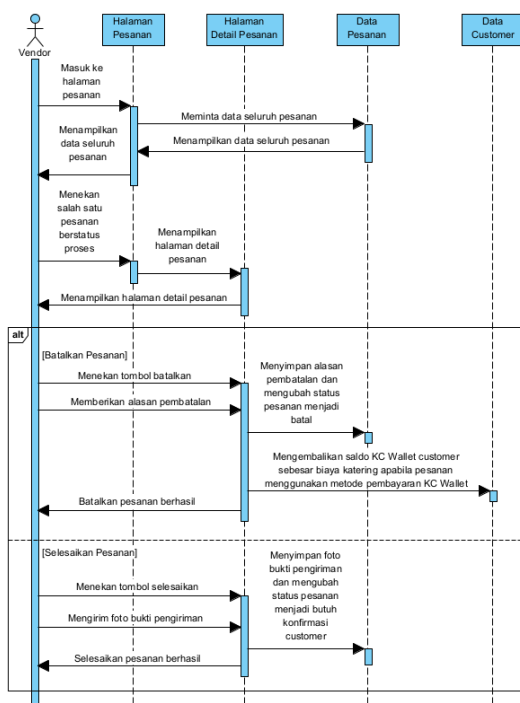 Vendor
Halaman
Pesanan
Halaman
Detail Pesanan
Data
Pesanan
Data
Customer
Masuk ke
halaman
pesanan
Meminta data seluruh pesanan
Menampilkan data seluruh pesanan
Menampilkan
data seluruh
pesanan
Menekan
salah satu
pesanan
berstatus
proses
Menampilkan
halaman detail
pesanan
Menampilkan halaman detail pesanan
alt
[Batalkan Pesanan]
Menekan tombol batalkan
Memberikan alasan pembatalan
Menyimpan alasan
pembatalan dan
mengubah status
pesanan menjadi
batal
Mengembalikan saldo KC Wallet customer
sebesar biaya katering apabila pesanan
menggunakan metode pembayaran KC Wallet
Batalkan pesanan berhasil
[Selesaikan Pesanan]
Menekan tombol selesaikan
Mengirim foto bukti pengiriman
Menyimpan foto
bukti pengiriman
dan mengubah
status pesanan
menjadi butuh
konfirmasi
customer
Selesaikan pesanan berhasil